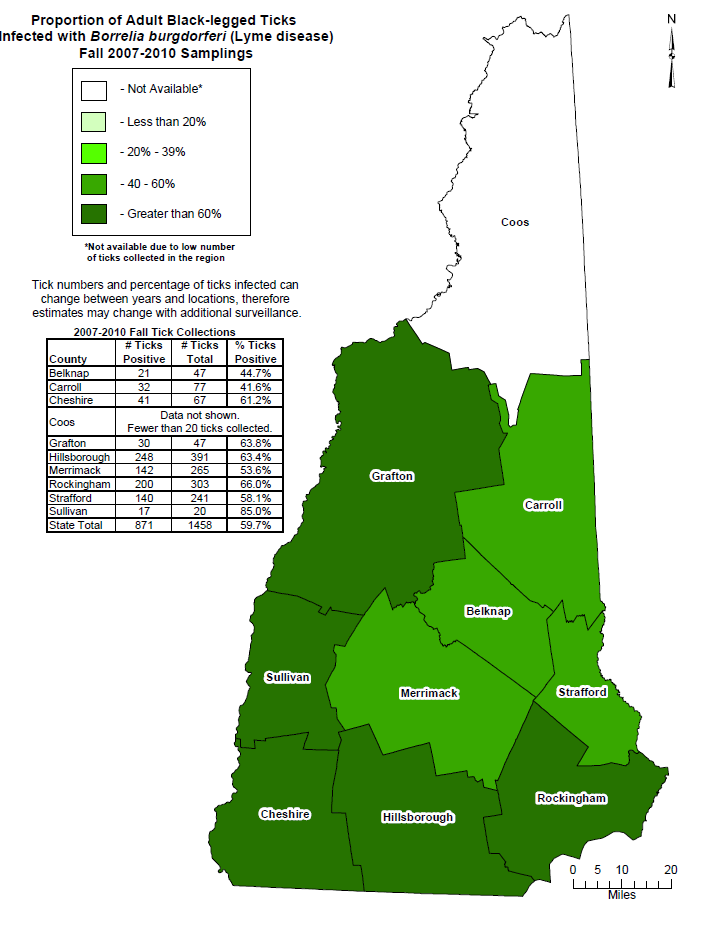 Proportion of Adult Black-legged Ticks
Infected with Borrelia burgdorferi (Lyme disease)
Fall 2007-2010 Samplings
- Not Available*
- Less than 20%
- 20% - 39%
- 40 - 60%
- Greater than 60%
*Not available due to low number
of ticks collected in the region
Tick numbers and percentage of ticks infected can
change between years and locations, therefore
estimates may change with additional surveillance.
2007-2010 Fall Tick Collections
# Ticks # Ticks % Ticks
County Positive Total Positive
Belknap 21 47 44.7%
Carroll 32 77 41.6%
Cheshire 41 67 61.2%
Coos Data not shown.
Fewer than 20 ticks collected.
Grafton 30 47 63.8%
Hillsborough 248 391 63.4%
Merrimack 142 265 53.6%
Rockingham 200 303 66.0%
Strafford 140 241 58.1%
Sullivan 17 20 85.0%
State Total 871 1458 59.7%
N
Coos
Grafton
Carroll
Belknap
Sullivan
Merrimack
Strafford
Rockingham
Cheshire
Hillsborough
0 5 10 20
Miles